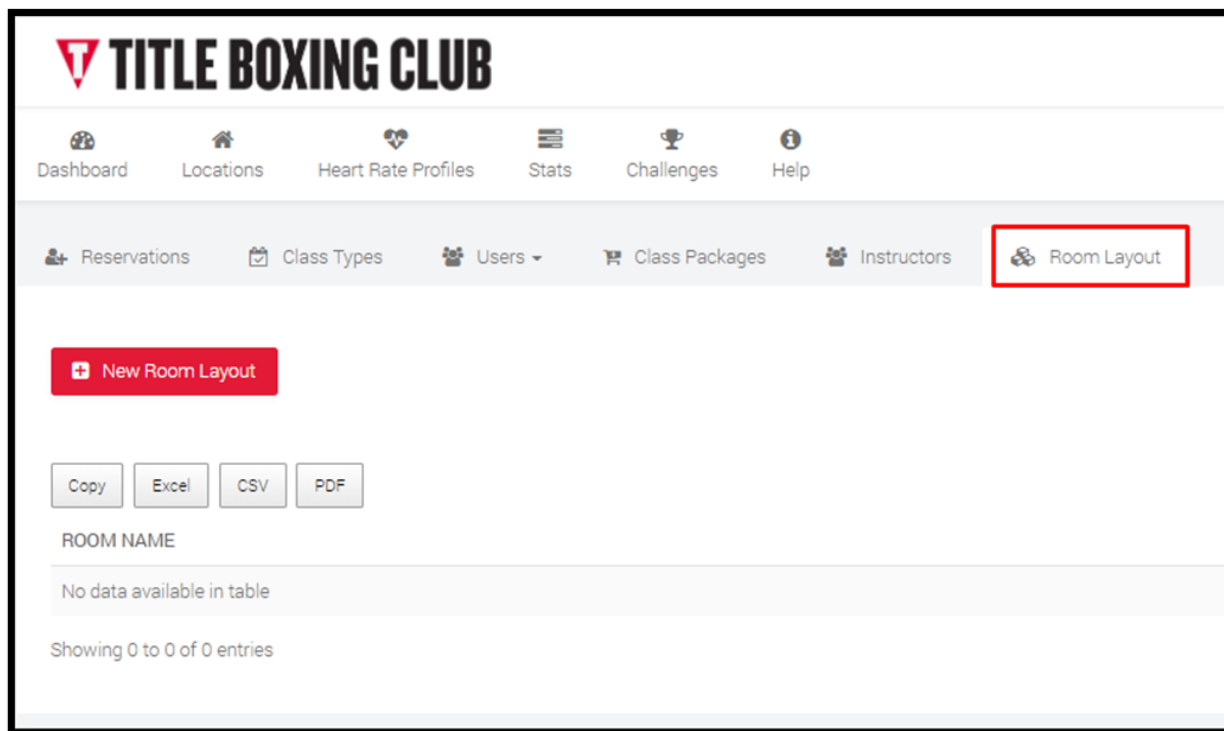 TITLE BOXING CLUB
Dashboard Locations Heart Rate Profiles Stats Challenges Help
Reservations Class Types Users Class Packages Instructors Room Layout
New Room Layout
Copy Excel CSV PDF
ROOM NAME
No data available in table
Showing 0 to 0 of 0 entries